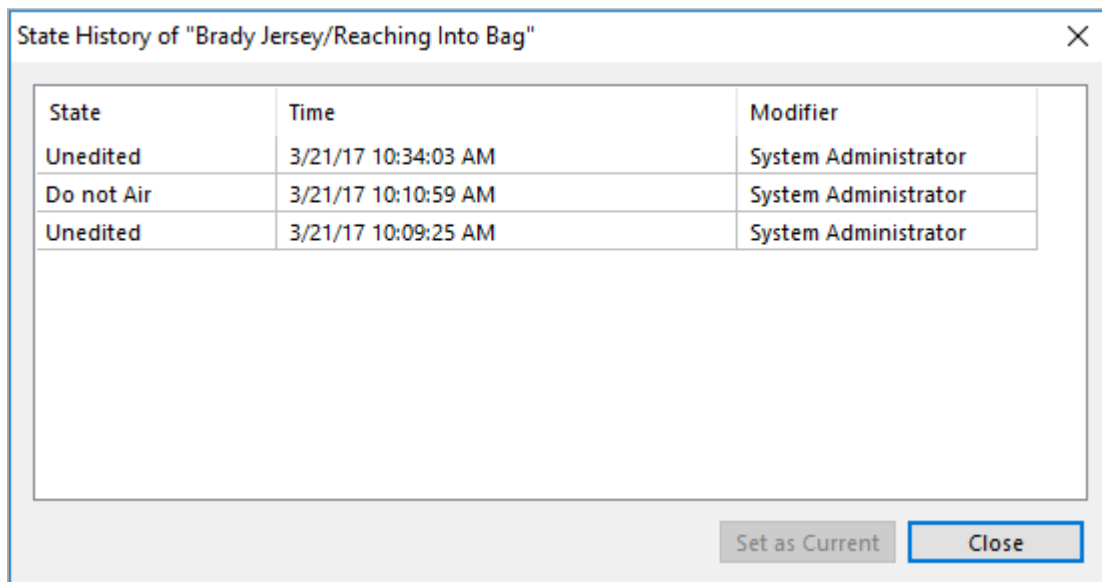 State History of "Brady Jersey/Reaching Into Bag"
State Time Modifier
Unedited 3/21/17 10:34:03 AM System Administrator
Do not Air 3/21/17 10:10:59 AM System Administrator
Unedited 3/21/17 10:09:25 AM System Administrator
Set as Current Close